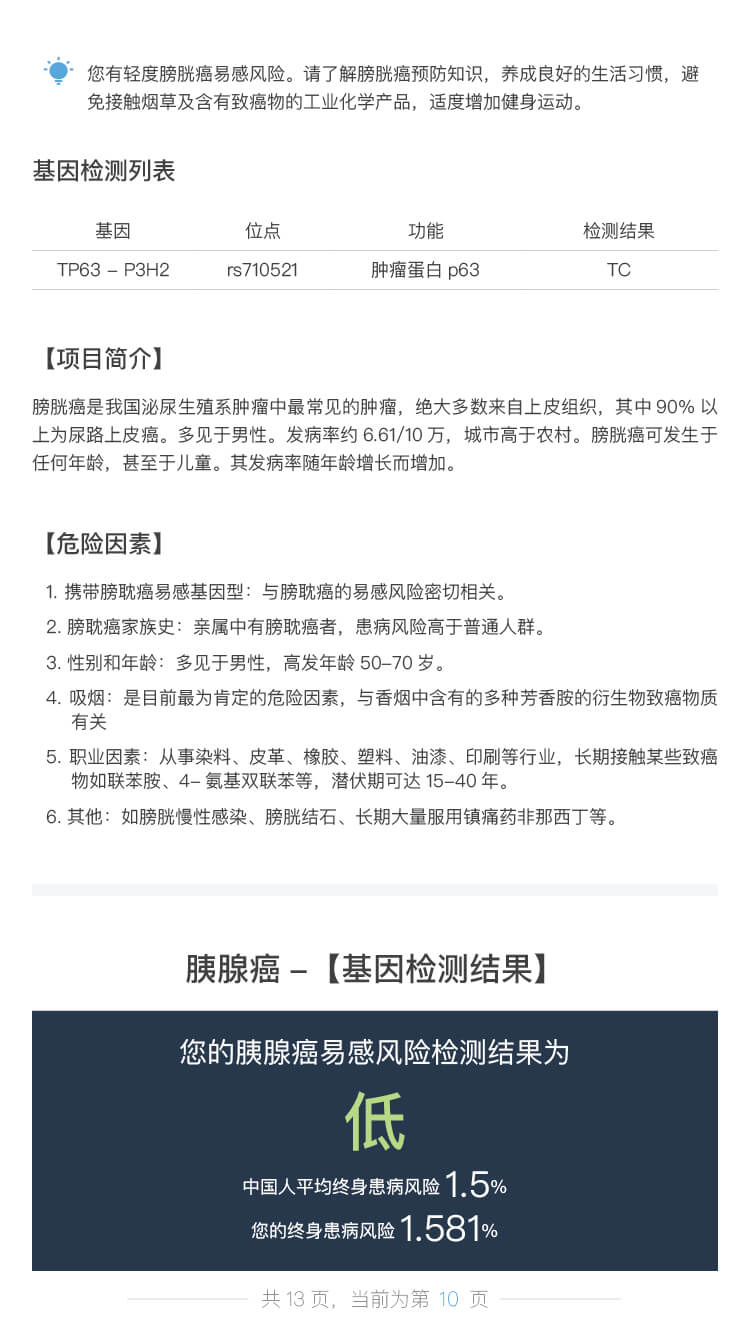 您有轻度膀胱癌易感风险。请了解膀胱癌预防知识，养成良好的生活习惯，避
免接触烟草及含有致癌物的工业化学产品，适度增加健身运动。
基因检测列表
基因 位点 功能 检测结果
TP63 – P3H2 rs710521 肿瘤蛋白 p63 TC
【项目简介】
膀胱癌是我国泌尿生殖系肿瘤中最常见的肿瘤，绝大多数来自上皮组织，其中 90% 以
上为尿路上皮癌。多见于男性。发病率约 6.61/10 万，城市高于农村。膀胱癌可发生于
任何年龄，甚至于儿童。其发病率随年龄增长而增加。
【危险因素】
1. 携带膀耽癌易感基因型：与膀耽癌的易感风险密切相关。
2. 膀耽癌家族史：亲属中有膀耽癌者，患病风险高于普通人群。
3. 性别和年龄：多见于男性，高发年龄 50–70 岁。
4. 吸烟：是目前最为肯定的危险因素，与香烟中含有的多种芳香胺的衍生物致癌物质
有关
5. 职业因素：从事染料、皮革、橡胶、塑料、油漆、印刷等行业，长期接触某些致癌
物如联苯胺、4– 氨基双联苯等，潜伏期可达 15–40 年。
6. 其他：如膀胱慢性感染、膀胱结石、长期大量服用镇痛药非那西丁等。
胰腺癌 –【基因检测结果】
您的胰腺癌易感风险检测结果为
低
中国人平均终身患病风险 1.5%
您的终身患病风险 1.581%
共 13 页，当前为第 10 页